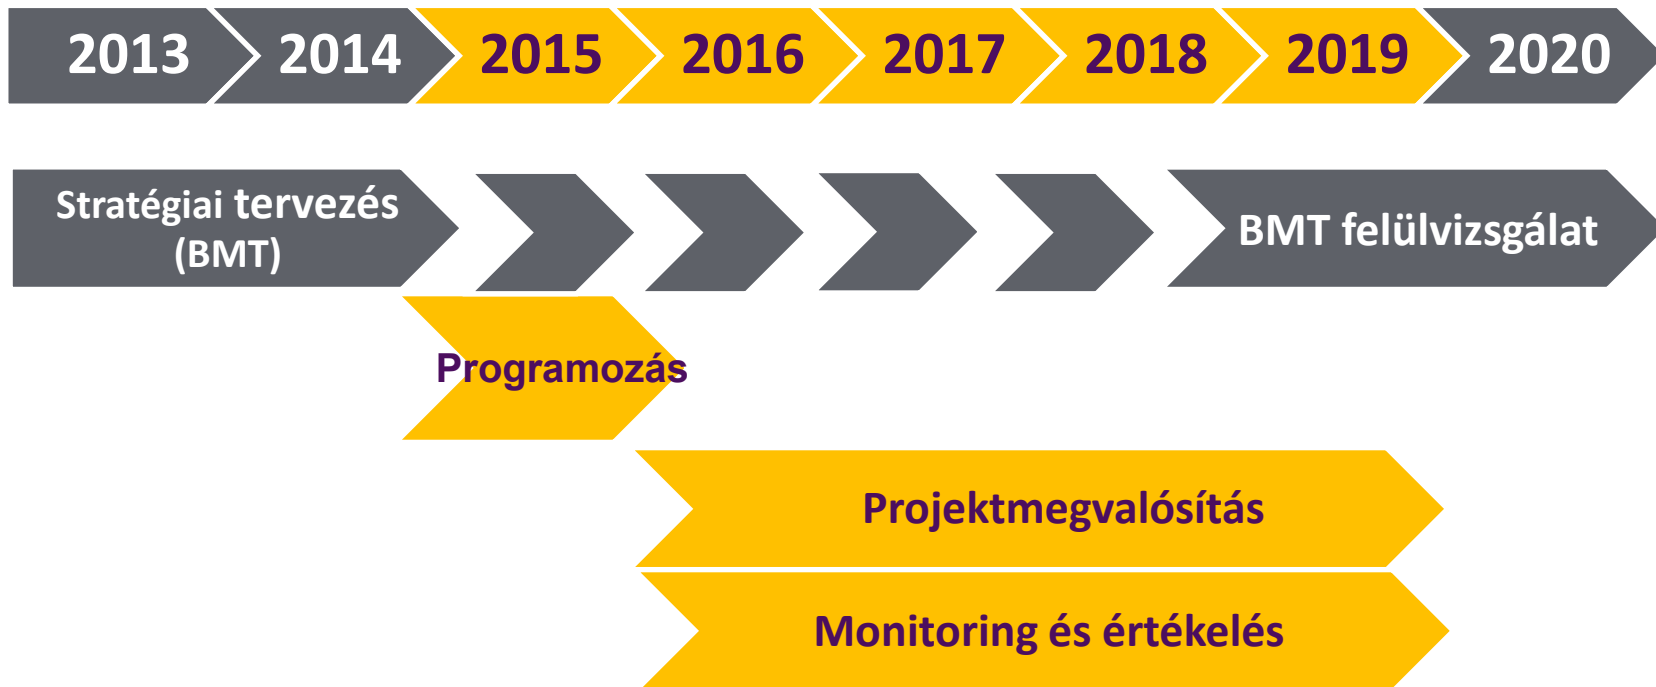 2013 2014 2015 2016 2017 2018 2019 2020
Stratégiai tervezés
(BMT)
BMT felülvizsgálat
Programozás
Projektmegvalósítás
Monitoring és értékelés